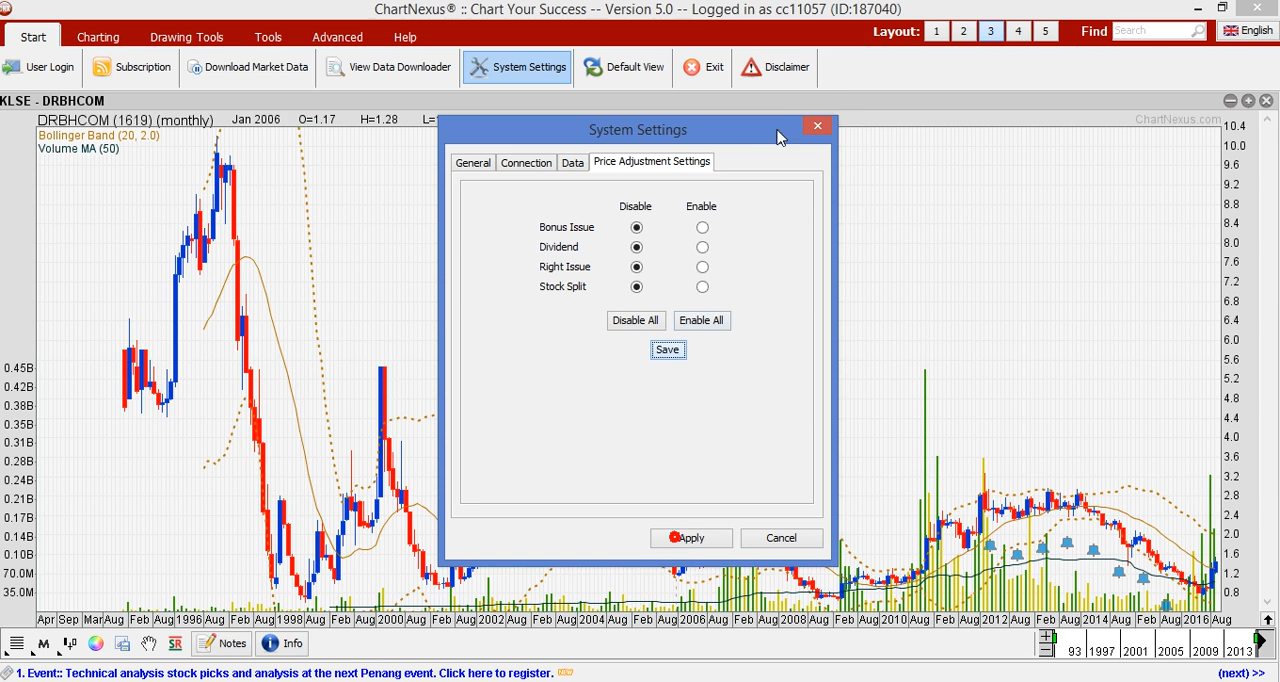 ChartNexus® :: Chart Your Success -- Version 5.0 -- Logged in as cc11057 (ID:187040)
Start Charting Drawing Tools Tools Advanced Help Layout: 1 2 3 4 5 Find Search English
User Login Subscription Download Market Data View Data Downloader System Settings Default View Exit Disclaimer
KLSE - DRBHCOM
DRBHCOM (1619) (monthly) Jan 2006 O=1.17 H=1.28 ChartNexus.com
Bollinger Band (20, 2.0)
Volume MA (50)
System Settings
General Connection Data Price Adjustment Settings
Disable Enable
Bonus Issue
Dividend
Right Issue
Stock Split
Disable All Enable All
Save
Apply Cancel
10.4
10.0
9.6
9.2
8.8
8.4
8.0
7.6
7.2
6.8
6.4
6.0
5.6
5.2
4.8
4.4
4.0
3.6
3.2
2.8
2.4
2.0
1.6
1.2
0.8
0.45B
0.42B
0.38B
0.35B
0.31B
0.28B
0.24B
0.21B
0.17B
0.14B
0.10B
70.0M
35.0M
Apr Sep Mar Aug Feb Aug 1996 Aug Feb Aug 1998 Aug Feb Aug 2000 Aug Feb Aug 2002 Aug Feb Aug 2004 Aug Feb Aug 2006 Aug Feb Aug 2008 Aug Feb Aug 2010 Aug Feb Aug 2012 Aug Feb Aug 2014 Aug Feb Aug 2016 Aug
M SR Notes Info 93 1997 2001 2005 2009 2013
1. Event:: Technical analysis stock picks and analysis at the next Penang event. Click here to register. NEW (next) >>